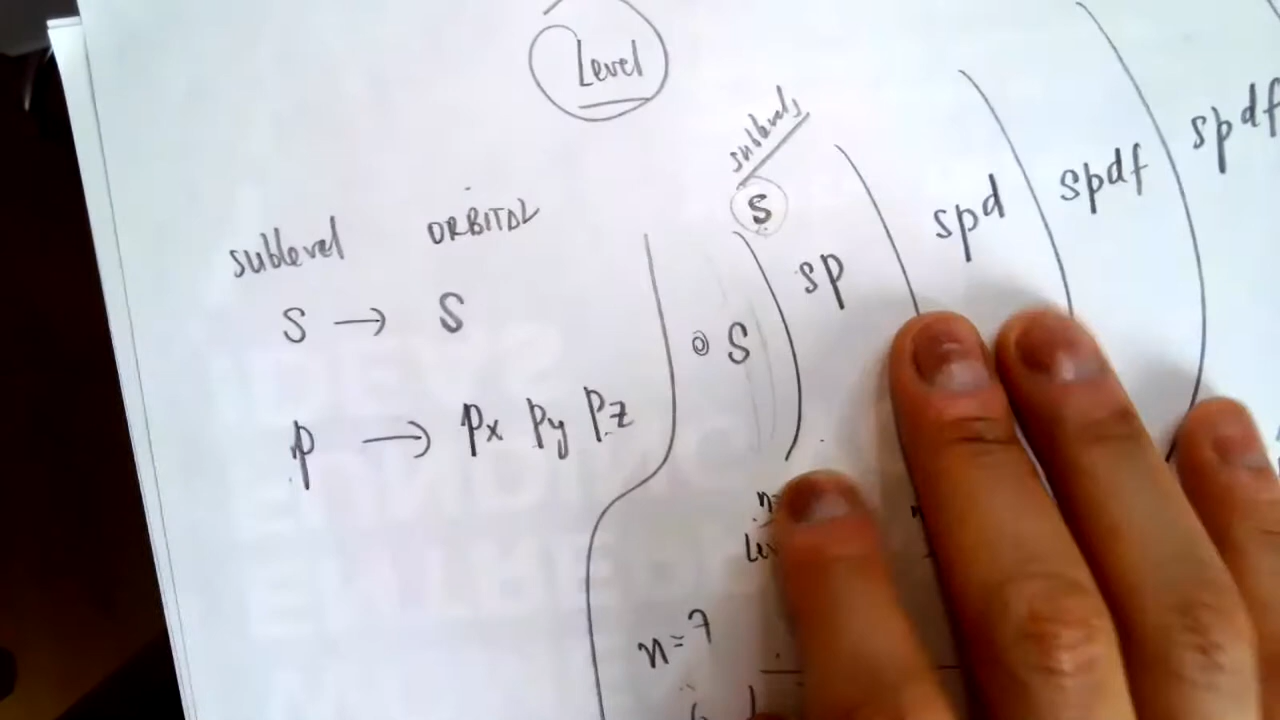 Level
sublevels
S
sublevel ORBITAL
S → S
p → Px Py Pz
S
sp
spd
spdf
spdf
n=7